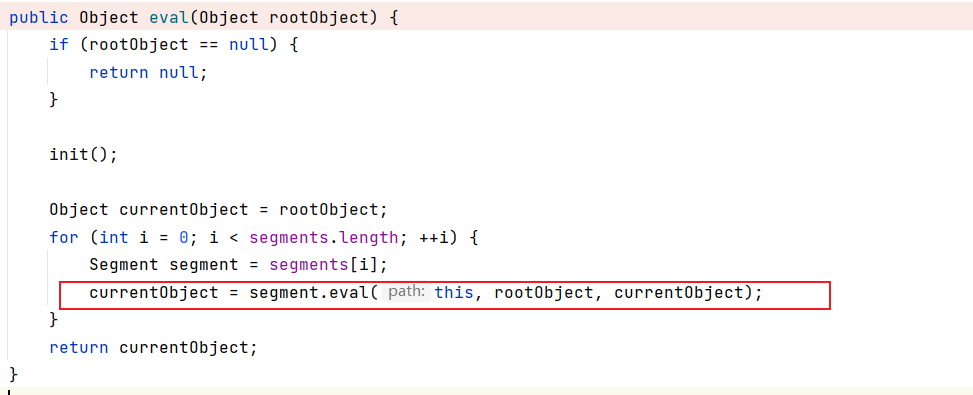 public Object eval(Object rootObject) {
    if (rootObject == null) {
        return null;
    }
    init();
    Object currentObject = rootObject;
    for (int i = 0; i < segments.length; ++i) {
        Segment segment = segments[i];
        currentObject = segment.eval( path: this, rootObject, currentObject);
    }
    return currentObject;
}